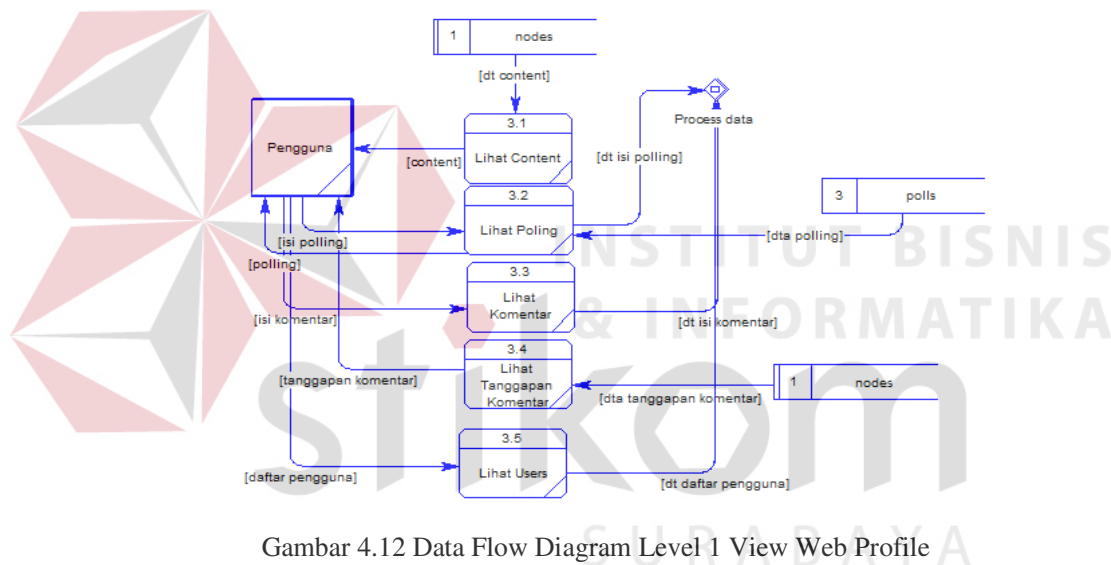 1 nodes
[dt content]
Process data
3.1
Lihat Content
Pengguna
[content]
[dt isi polling]
3.2
Lihat Poling
3 polls
[isi polling]
[dta polling]
[polling]
INSTITUT BISNIS
& INFORMATIKA
3.3
Lihat
Komentar
[isi komentar]
[dt isi komentar]
3.4
Lihat
Tanggapan
Komentar
[tanggapan komentar]
[dta tanggapan komentar]
1 nodes
stikom
3.5
Lihat Users
[daftar pengguna]
[dt daftar pengguna]
SURABAYA
Gambar 4.12 Data Flow Diagram Level 1 View Web Profile